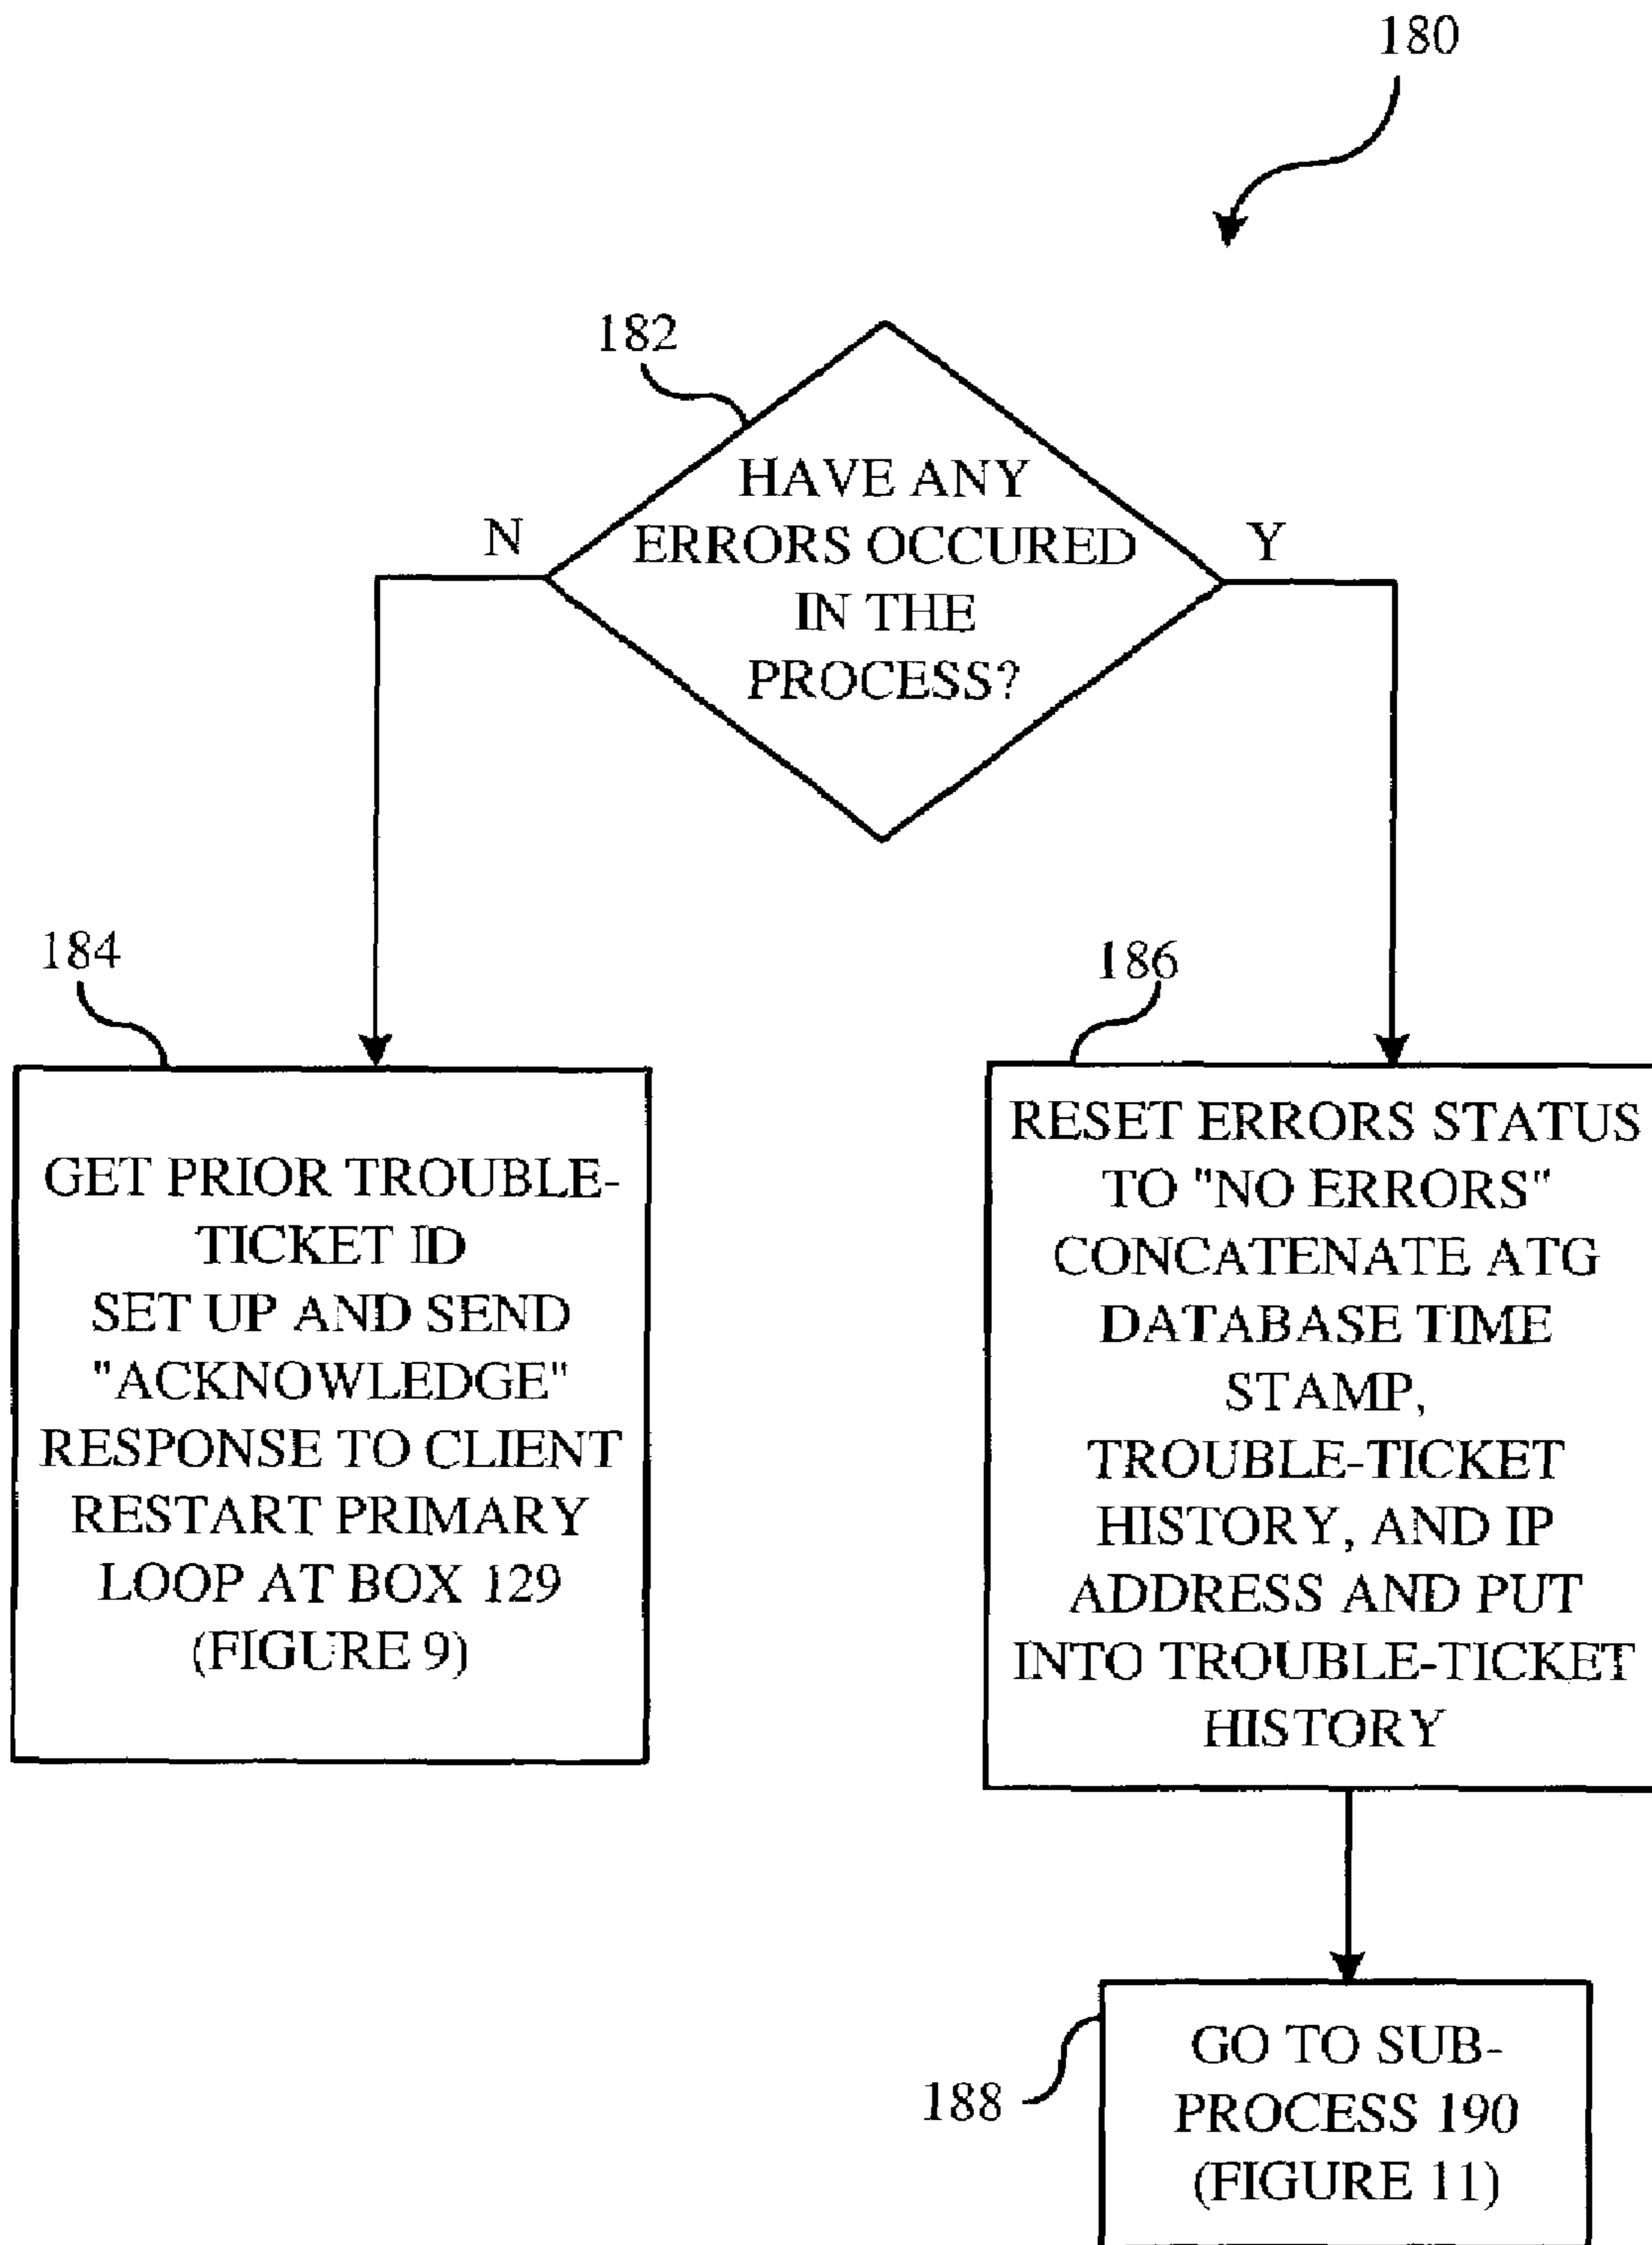 180
182
HAVE ANY
ERRORS OCCURED
IN THE
PROCESS?
N
Y
184
GET PRIOR TROUBLE-
TICKET ID
SET UP AND SEND
"ACKNOWLEDGE"
RESPONSE TO CLIENT
RESTART PRIMARY
LOOP AT BOX 129
(FIGURE 9)
186
RESET ERRORS STATUS
TO "NO ERRORS"
CONCATENATE ATG
DATABASE TIME
STAMP,
TROUBLE-TICKET
HISTORY, AND IP
ADDRESS AND PUT
INTO TROUBLE-TICKET
HISTORY
188
GO TO SUB-
PROCESS 190
(FIGURE 11)